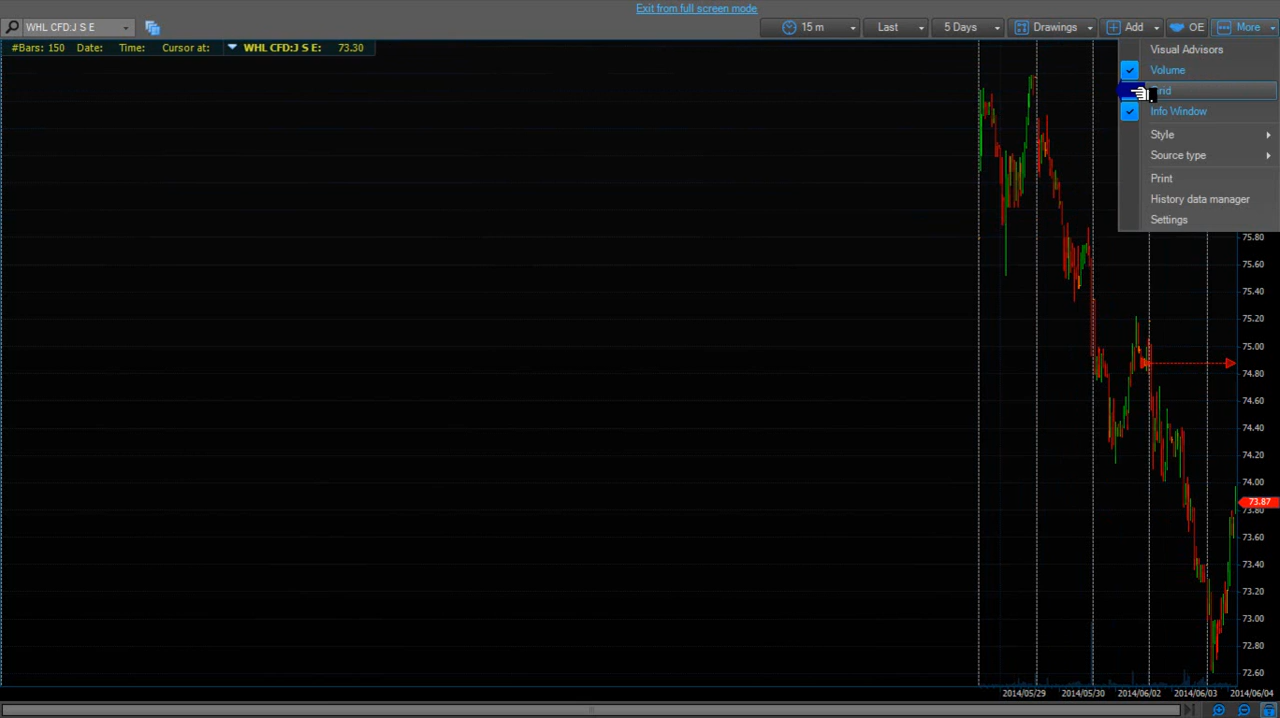 Exit from full screen mode
WHL CFD:J S E
15 m
Last
5 Days
Drawings
Add
OE
More
#Bars: 150 Date: Time: Cursor at: WHL CFD:J S E: 73.30
Visual Advisors
Volume
Info Window
Style
Source type
Print
History data manager
Settings
75.80
75.60
75.40
75.20
75.00
74.80
74.60
74.40
74.20
74.00
73.87
73.80
73.60
73.40
73.20
73.00
72.80
72.60
2014/05/29 2014/05/30 2014/06/02 2014/06/03 2014/06/04